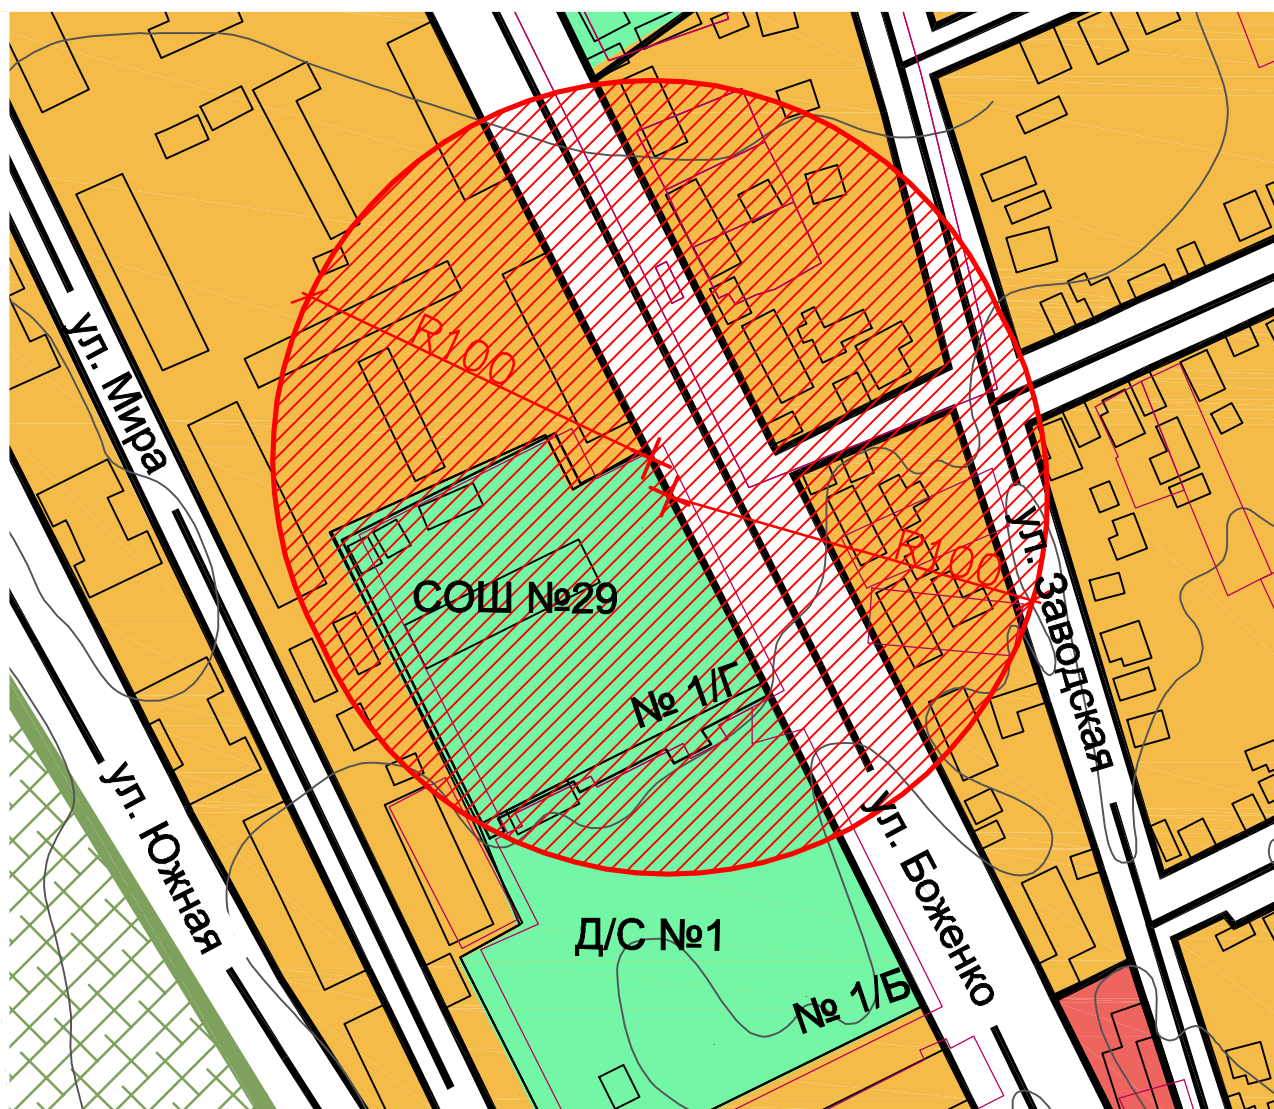 ул. Мира
R100
R100
ул. Заводская
СОШ №29
№ 1/Г
ул. Южная
ул. Боженко
Д/С №1
№ 1/Б